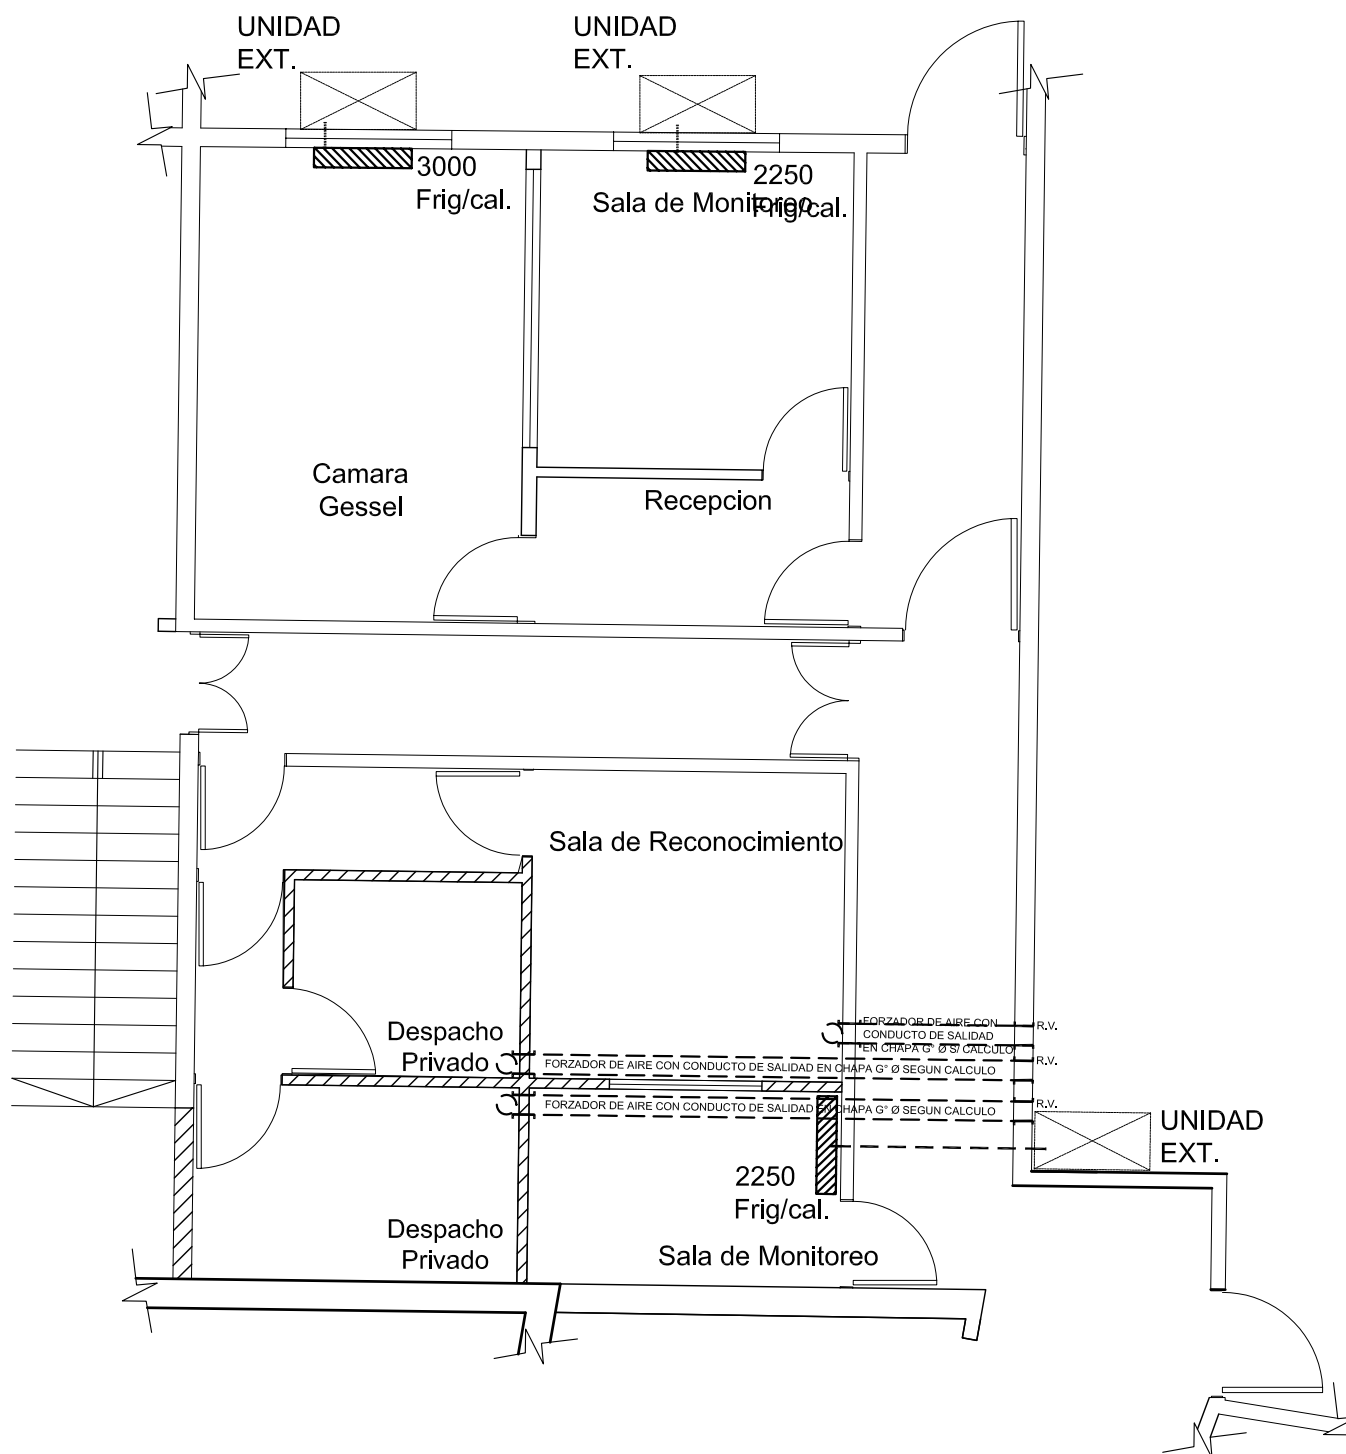 UNIDAD
EXT.
UNIDAD
EXT.
3000
Frig/cal.
2250
Frig/cal.
Sala de Monitoreo
Camara
Gessel
Recepcion
Sala de Reconocimiento
Despacho
Privado
FORZADOR DE AIRE CON
CONDUCTO DE SALIDAD
EN CHAPA G° Ø S/ CALCULO
R.V.
FORZADOR DE AIRE CON CONDUCTO DE SALIDAD EN CHAPA G° Ø SEGUN CALCULO
R.V.
FORZADOR DE AIRE CON CONDUCTO DE SALIDAD EN CHAPA G° Ø SEGUN CALCULO
R.V.
UNIDAD
EXT.
2250
Frig/cal.
Despacho
Privado
Sala de Monitoreo